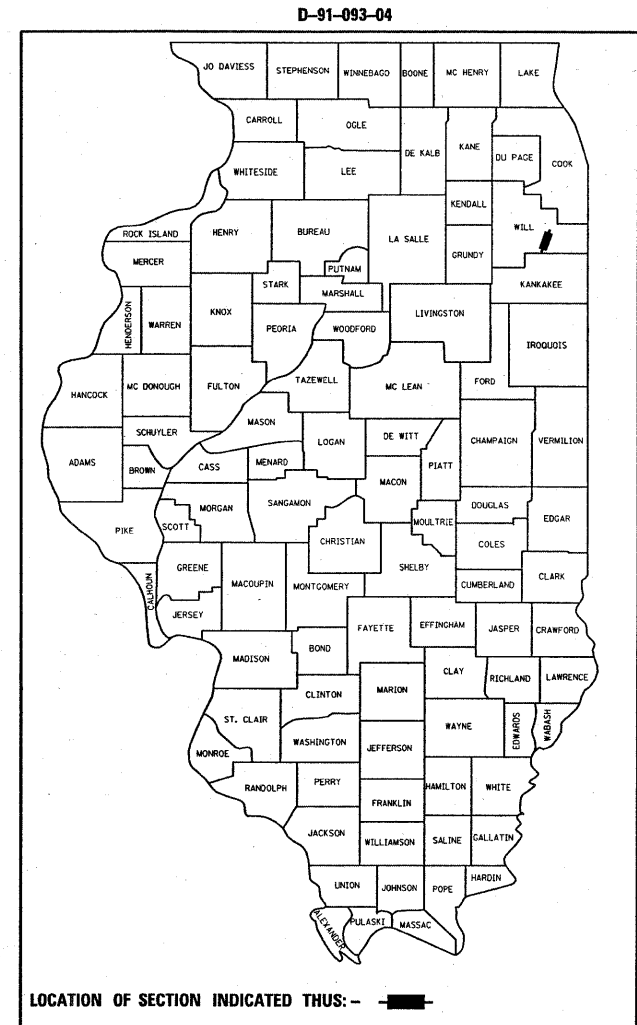 D-91-093-04
JO DAVIESS
STEPHENSON
WINNEBAGO
BOONE
MC HENRY
LAKE
CARROLL
OGLE
DE KALB
KANE
DU PAGE
COOK
WHITESIDE
LEE
KENDALL
WILL
ROCK ISLAND
HENRY
BUREAU
LA SALLE
GRUNDY
MERCER
PUTNAM
KANKAKEE
STARK
MARSHALL
HENDERSON
WARREN
KNOX
PEORIA
WOODFORD
LIVINGSTON
IROQUOIS
HANCOCK
MC DONOUGH
FULTON
TAZEWELL
MC LEAN
FORD
MASON
SCHUYLER
LOGAN
DE WITT
CHAMPAIGN
VERMILION
ADAMS
BROWN
CASS
MENARD
PIATT
MACON
MORGAN
SANGAMON
DOUGLAS
EDGAR
PIKE
SCOTT
MOULTRIE
CHRISTIAN
COLES
GREENE
SHELBY
CALHOUN
MACOUPIN
MONTGOMERY
CUMBERLAND
CLARK
JERSEY
FAYETTE
EFFINGHAM
JASPER
CRAWFORD
MADISON
BOND
CLAY
RICHLAND
LAWRENCE
CLINTON
MARION
ST. CLAIR
WAYNE
EDWARDS
WABASH
WASHINGTON
JEFFERSON
MONROE
RANDOLPH
PERRY
HAMILTON
WHITE
FRANKLIN
JACKSON
WILLIAMSON
SALINE
GALLATIN
UNION
JOHNSON
POPE
HARDIN
ALEXANDER
PULASKI
MASSAC
LOCATION OF SECTION INDICATED THUS: -